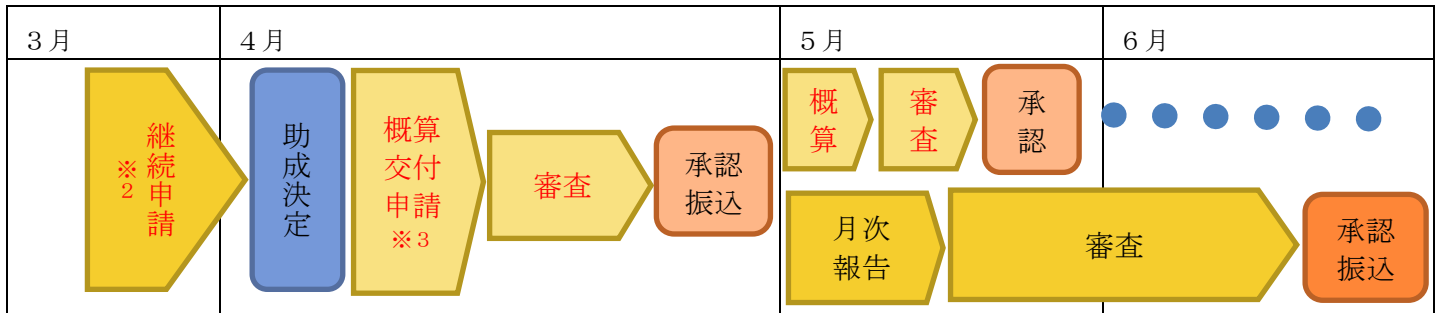 ３月
４月
５月
６月
継続申請
※２
助成決定
概算
交付
申請
※３
審査
承認
振込
概算
審査
承認
月次
報告
審査
承認
振込